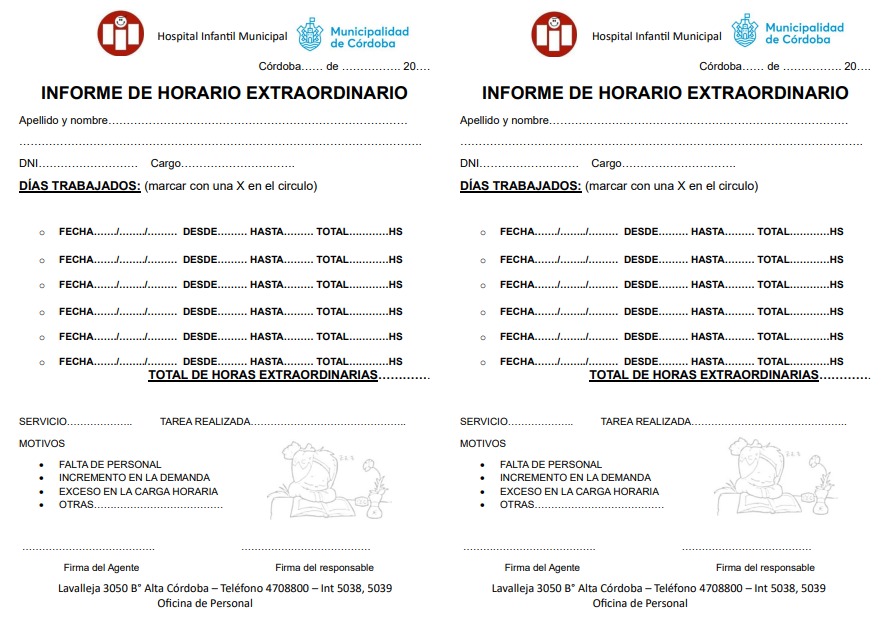 Hospital Infantil Municipal
Municipalidad
de Córdoba
Córdoba…… de …………… 20….
INFORME DE HORARIO EXTRAORDINARIO
Apellido y nombre………………………………………………………………………
………………………………………………………………………………………………
DNI……………………… Cargo………………………….
DÍAS TRABAJADOS: (marcar con una X en el circulo)
○ FECHA……./……../……… DESDE……… HASTA……… TOTAL…………HS
○ FECHA……./……../……… DESDE……… HASTA……… TOTAL…………HS
○ FECHA……./……../……… DESDE……… HASTA……… TOTAL…………HS
○ FECHA……./……../……… DESDE……… HASTA……… TOTAL…………HS
○ FECHA……./……../……… DESDE……… HASTA……… TOTAL…………HS
○ FECHA……./……../……… DESDE……… HASTA……… TOTAL…………HS
TOTAL DE HORAS EXTRAORDINARIAS…………
SERVICIO…………………. TAREA REALIZADA……………………………………………..
MOTIVOS
• FALTA DE PERSONAL
• INCREMENTO EN LA DEMANDA
• EXCESO EN LA CARGA HORARIA
• OTRAS…………………………………….
…………………………………. ………………………………….
Firma del Agente Firma del responsable
Lavalleja 3050 B° Alta Córdoba – Teléfono 4708800 – Int 5038, 5039
Oficina de Personal
Hospital Infantil Municipal
Municipalidad
de Córdoba
Córdoba…… de …………… 20….
INFORME DE HORARIO EXTRAORDINARIO
Apellido y nombre………………………………………………………………………
………………………………………………………………………………………………
DNI……………………… Cargo………………………….
DÍAS TRABAJADOS: (marcar con una X en el circulo)
○ FECHA……./……../……… DESDE……… HASTA……… TOTAL…………HS
○ FECHA……./……../……… DESDE……… HASTA……… TOTAL…………HS
○ FECHA……./……../……… DESDE……… HASTA……… TOTAL…………HS
○ FECHA……./……../……… DESDE……… HASTA……… TOTAL…………HS
○ FECHA……./……../……… DESDE……… HASTA……… TOTAL…………HS
○ FECHA……./……../……… DESDE……… HASTA……… TOTAL…………HS
TOTAL DE HORAS EXTRAORDINARIAS…………
SERVICIO…………………. TAREA REALIZADA……………………………………………..
MOTIVOS
• FALTA DE PERSONAL
• INCREMENTO EN LA DEMANDA
• EXCESO EN LA CARGA HORARIA
• OTRAS…………………………………….
…………………………………. ………………………………….
Firma del Agente Firma del responsable
Lavalleja 3050 B° Alta Córdoba – Teléfono 4708800 – Int 5038, 5039
Oficina de Personal